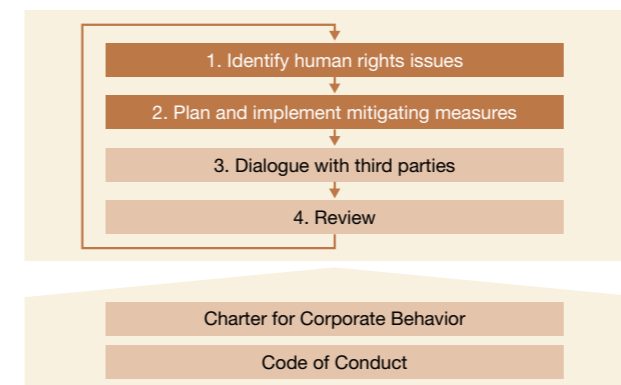 1. Identify human rights issues
2. Plan and implement mitigating measures
3. Dialogue with third parties
4. Review
Charter for Corporate Behavior
Code of Conduct